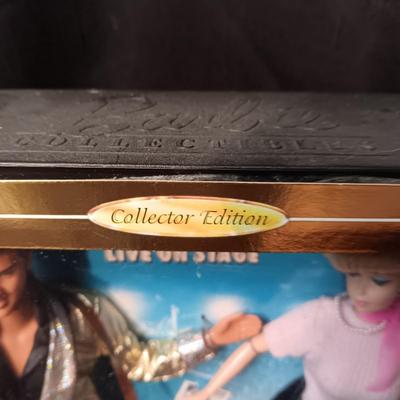 Barbie
COLLECTIBLES
Collector Edition
LIVE ON STAGE